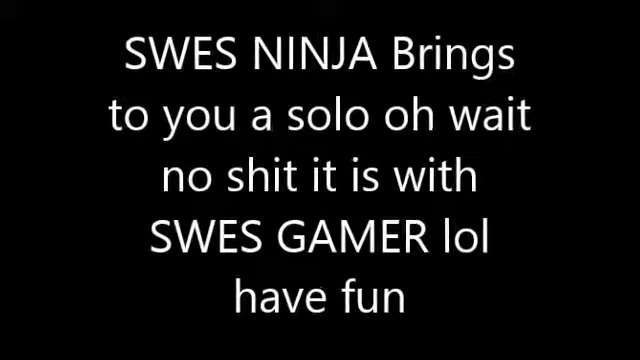 SWES NINJA Brings
to you a solo oh wait
no shit it is with
SWES GAMER lol
have fun